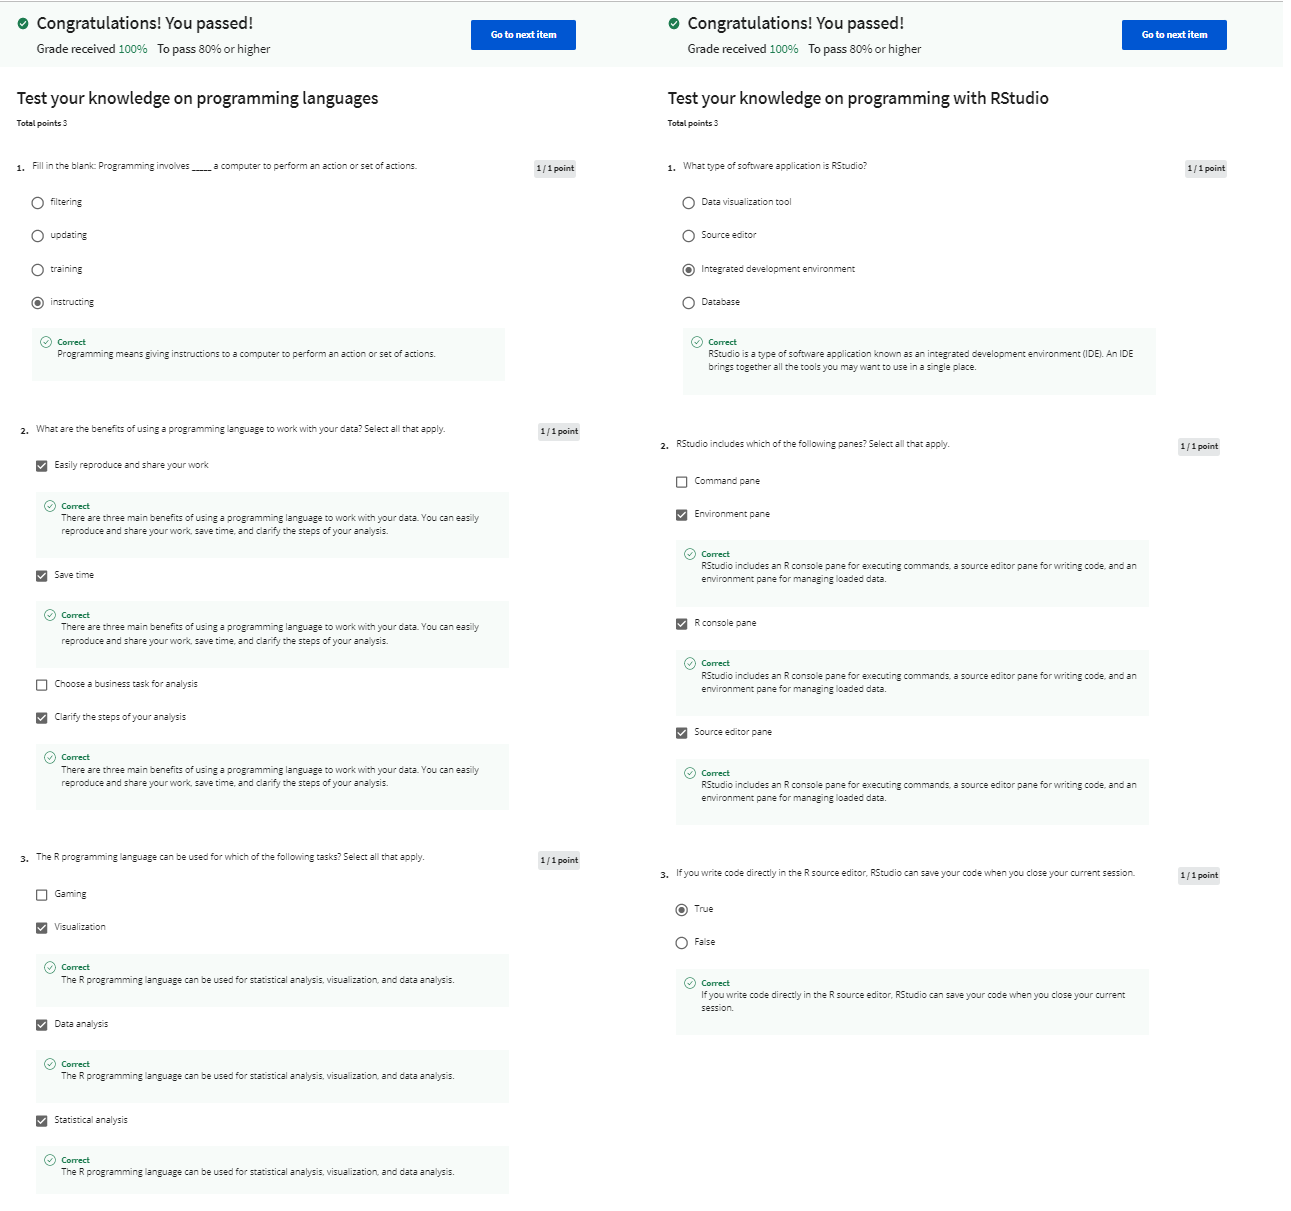 Congratulations! You passed!
Grade received 100% To pass 80% or higher
Go to next item
Test your knowledge on programming languages
Total points 3
1. Fill in the blank: Programming involves _____ a computer to perform an action or set of actions.
1 / 1 point
filtering
updating
training
instructing
Correct
Programming means giving instructions to a computer to perform an action or set of actions.
2. What are the benefits of using a programming language to work with your data? Select all that apply.
1 / 1 point
Easily reproduce and share your work
Correct
There are three main benefits of using a programming language to work with your data. You can easily
reproduce and share your work, save time, and clarify the steps of your analysis.
Save time
Correct
There are three main benefits of using a programming language to work with your data. You can easily
reproduce and share your work, save time, and clarify the steps of your analysis.
Choose a business task for analysis
Clarify the steps of your analysis
Correct
There are three main benefits of using a programming language to work with your data. You can easily
reproduce and share your work, save time, and clarify the steps of your analysis.
3. The R programming language can be used for which of the following tasks? Select all that apply.
1 / 1 point
Gaming
Visualization
Correct
The R programming language can be used for statistical analysis, visualization, and data analysis.
Data analysis
Correct
The R programming language can be used for statistical analysis, visualization, and data analysis.
Statistical analysis
Correct
The R programming language can be used for statistical analysis, visualization, and data analysis.
Congratulations! You passed!
Grade received 100% To pass 80% or higher
Go to next item
Test your knowledge on programming with RStudio
Total points 3
1. What type of software application is RStudio?
1 / 1 point
Data visualization tool
Source editor
Integrated development environment
Database
Correct
RStudio is a type of software application known as an integrated development environment (IDE). An IDE
brings together all the tools you may want to use in a single place.
2. RStudio includes which of the following panes? Select all that apply.
1 / 1 point
Command pane
Environment pane
Correct
RStudio includes an R console pane for executing commands, a source editor pane for writing code, and an
environment pane for managing loaded data.
R console pane
Correct
RStudio includes an R console pane for executing commands, a source editor pane for writing code, and an
environment pane for managing loaded data.
Source editor pane
Correct
RStudio includes an R console pane for executing commands, a source editor pane for writing code, and an
environment pane for managing loaded data.
3. If you write code directly in the R source editor, RStudio can save your code when you close your current session.
1 / 1 point
True
False
Correct
If you write code directly in the R source editor, RStudio can save your code when you close your current
session.